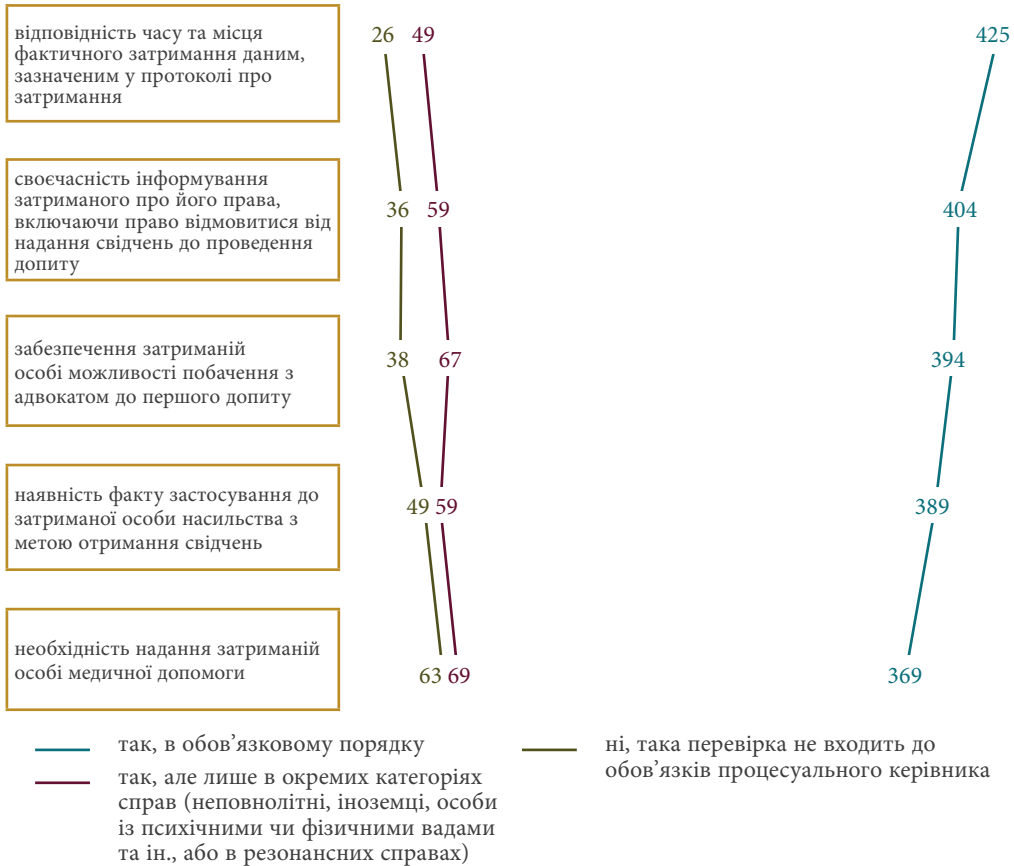 відповідність часу та місця
фактичного затримання даним,
зазначеним у протоколі про
затримання
26 49 425
своєчасність інформування
затриманого про його права,
включаючи право відмовитися від
надання свідчень до проведення
допиту
36 59 404
забезпечення затриманій
особі можливості побачення з
адвокатом до першого допиту
38 67 394
наявність факту застосування до
затриманої особи насильства з
метою отримання свідчень
49 59 389
необхідність надання затриманій
особі медичної допомоги
63 69 369
так, в обов'язковому порядку
так, але лише в окремих категоріях
справ (неповнолітні, іноземці, особи
із психічними чи фізичними вадами
та ін., або в резонансних справах)
ні, така перевірка не входить до
обов'язків процесуального керівника